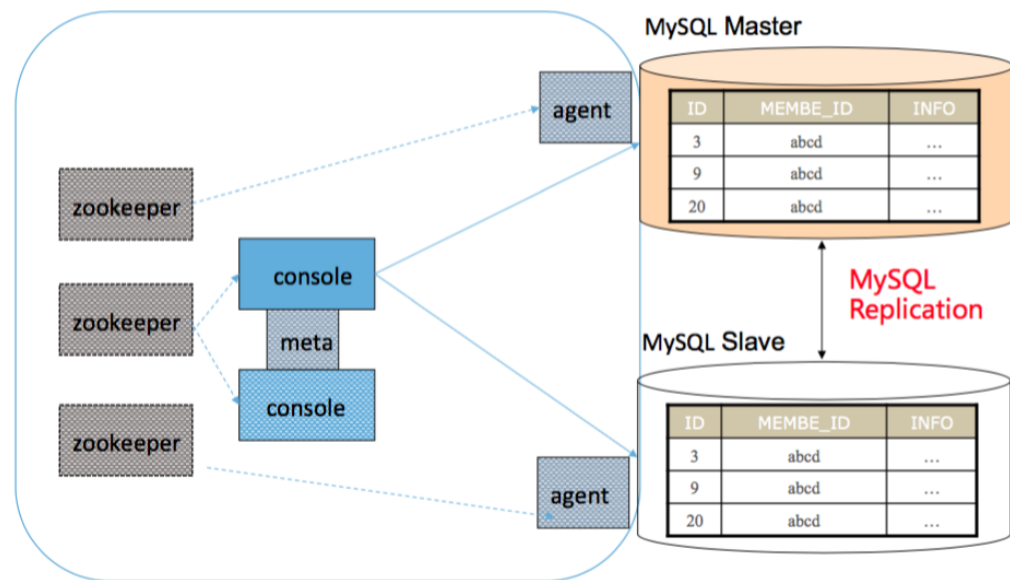 MySQL Master
agent
ID MEMBE_ID INFO
3 abcd ...
9 abcd ...
20 abcd ...
zookeeper
zookeeper
zookeeper
console
meta
console
MySQL
Replication
MySQL Slave
agent
ID MEMBE_ID INFO
3 abcd ...
9 abcd ...
20 abcd ...